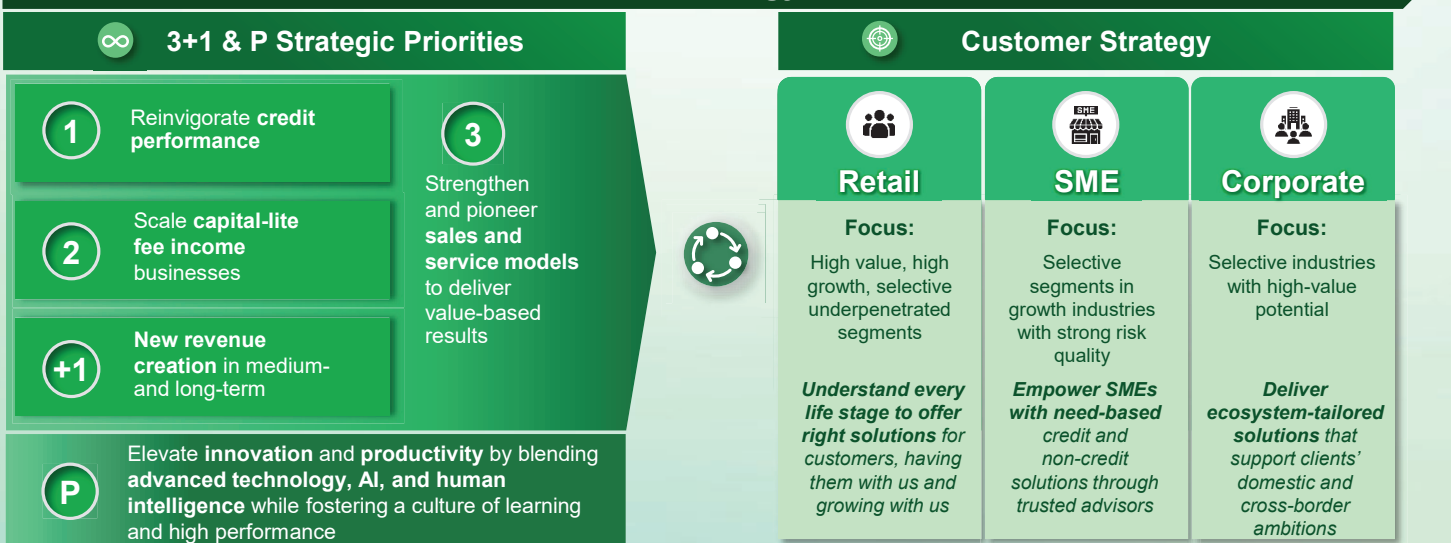 3+1 & P Strategic Priorities
1
Reinvigorate credit
performance
2
Scale capital-lite
fee income
businesses
+1
New revenue
creation in medium-
and long-term
3
Strengthen
and pioneer
sales and
service models
to deliver
value-based
results
P
Elevate innovation and productivity by blending
advanced technology, AI, and human
intelligence while fostering a culture of learning
and high performance
Customer Strategy
Retail
Focus:
High value, high
growth, selective
underpenetrated
segments
Understand every
life stage to offer
right solutions for
customers, having
them with us and
growing with us
SME
SME
Focus:
Selective
segments in
growth industries
with strong risk
quality
Empower SMEs
with need-based
credit and
non-credit
solutions through
trusted advisors
Corporate
Focus:
Selective industries
with high-value
potential
Deliver
ecosystem-tailored
solutions that
support clients’
domestic and
cross-border
ambitions